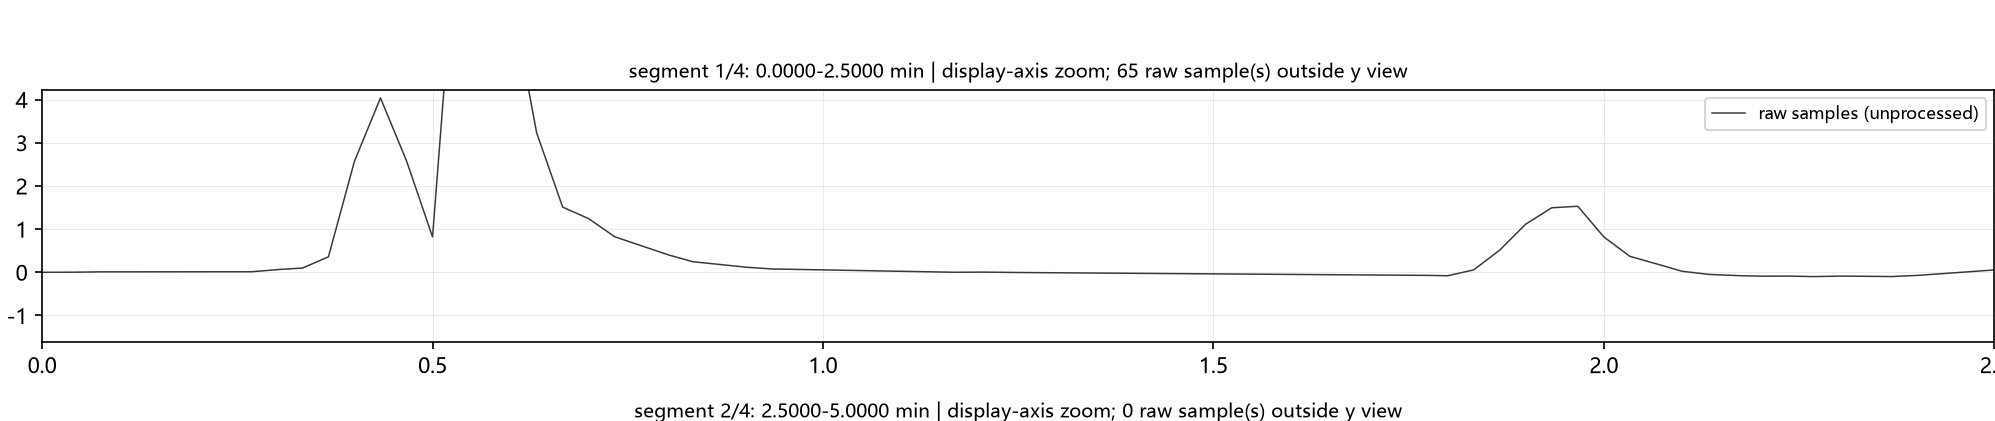 segment 1/4: 0.0000-2.5000 min | display-axis zoom; 65 raw sample(s) outside y view
4
3
2
1
0
-1
raw samples (unprocessed)
0.0 0.5 1.0 1.5 2.0 2.
segment 2/4: 2.5000-5.0000 min | display-axis zoom; 0 raw sample(s) outside y view